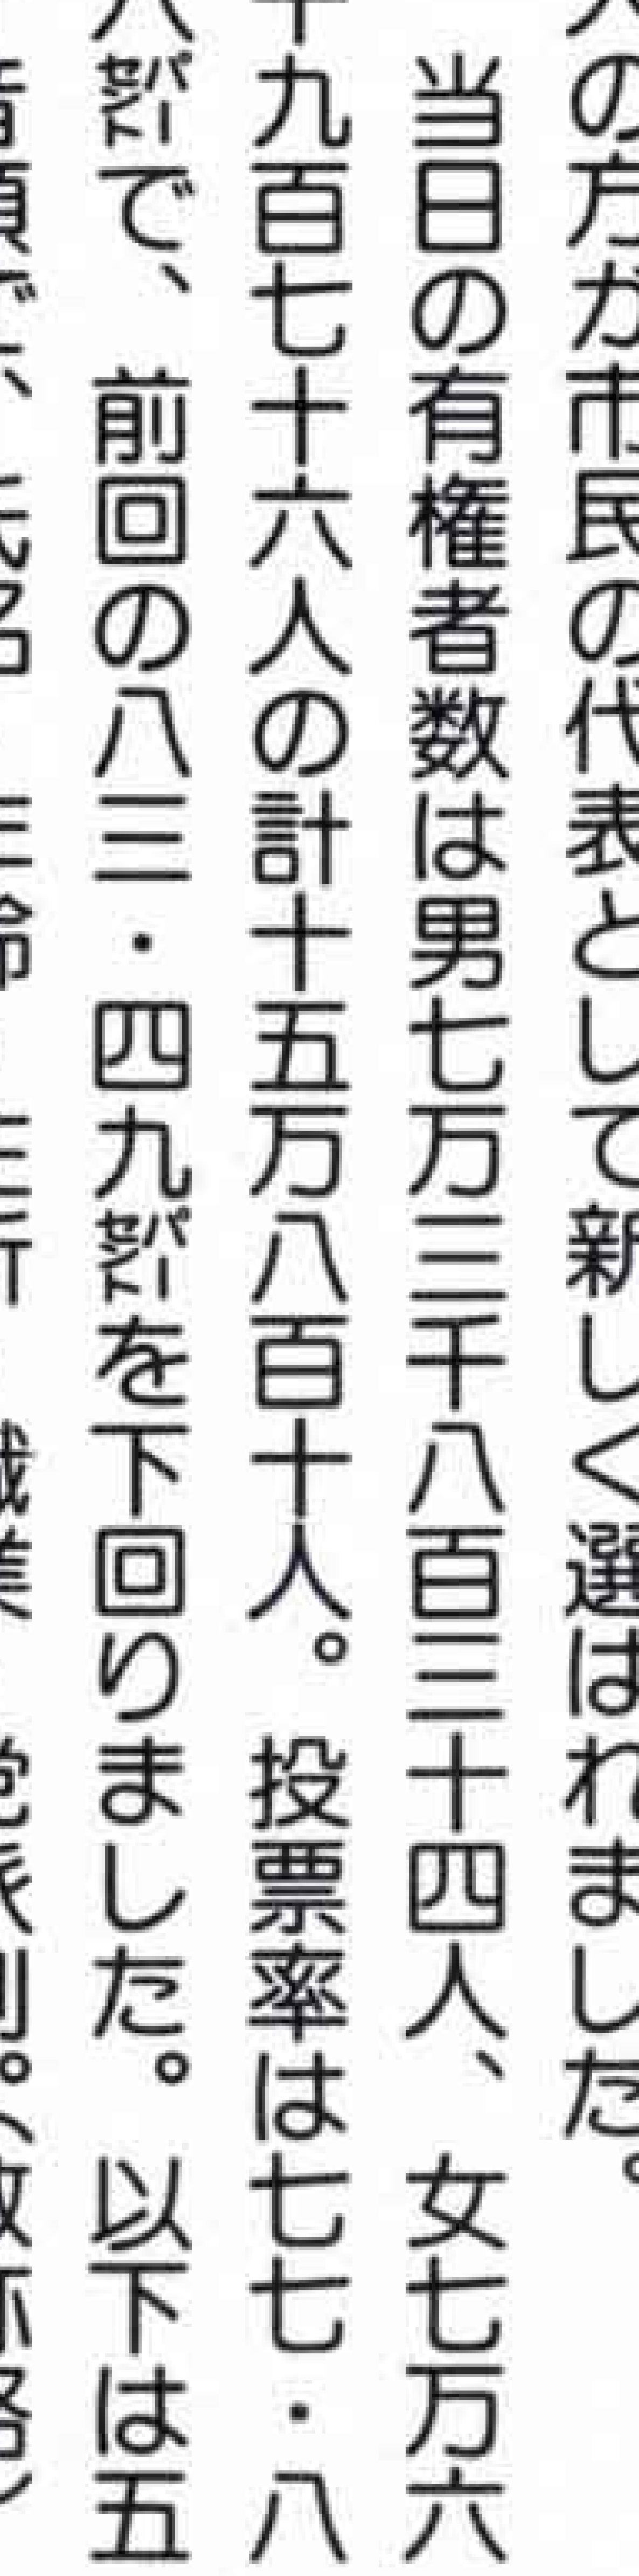 の方が市民の代表として新しく選ばれました。
当日の有権者数は男七万三千八百三十四人、女七万六
十九百七十六人の計十五万八百十人。投票率は七七・八
八㌫で、前回の八三・四九㌫を下回りました。以下は五